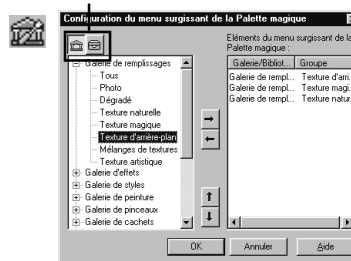 Configuration du menu surgissant de la Palette magique
Eléments du menu surgissant de la
Palette magique :
Galerie/Bibliot... Groupe
Galerie de rempl... Texture d'arri.
Galerie de rempl... Texture magi.
Galerie de rempl... Texture natur.
Galerie de remplissages
Tous
Photo
Dégradé
Texture naturelle
Texture magique
Texture d'arrière-plan
Mélanges de textures
Texture artistique
Galerie d'effets
Galerie de styles
Galerie de peinture
Galerie de pinceaux
Galerie de cachets
OK Annuler Aide